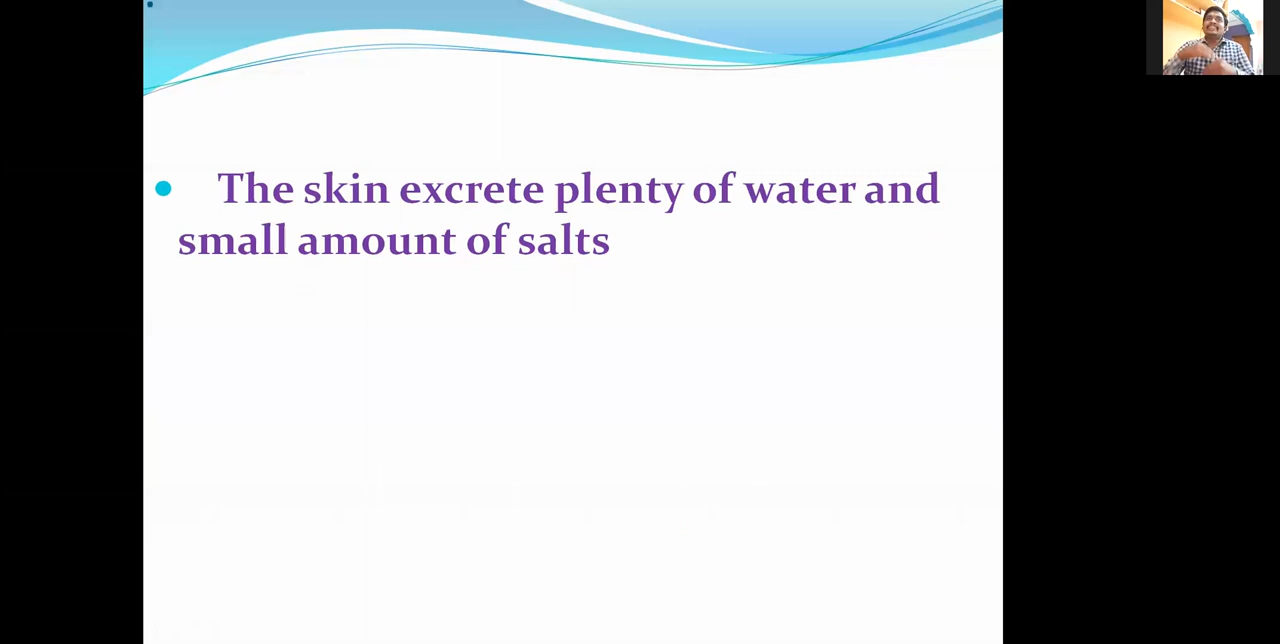 The skin excrete plenty of water and
small amount of salts